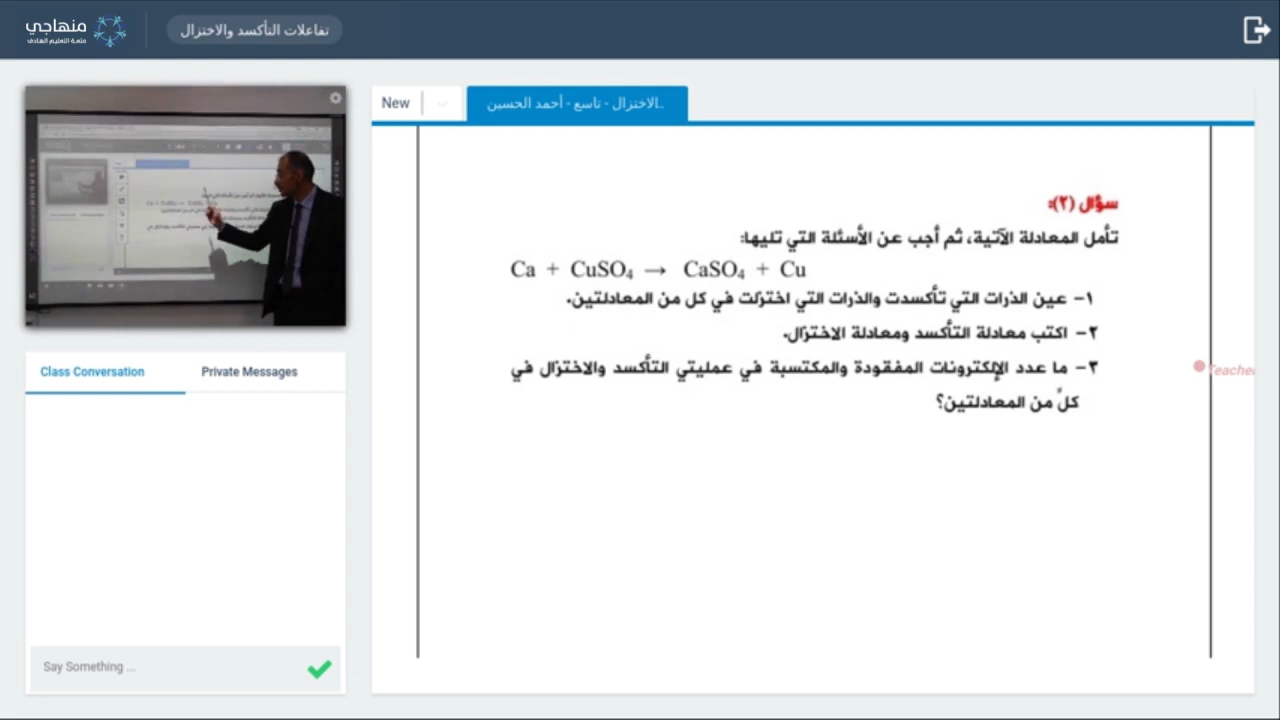 منهاجي
متعة التعليم الهادف
تفاعلات التأكسد والاختزال
New
..الاختزال - تاسع - أحمد الحسين
سؤال (٢):
تأمل المعادلة الآتية، ثم أجب عن الأسئلة التي تليها:
Ca + CuSO₄ → CaSO₄ + Cu
١- عين الذرات التي تأكسدت والذرات التي اختزلت في كل من المعادلتين.
٢- اكتب معادلة التأكسد ومعادلة الاختزال.
٣- ما عدد الإلكترونات المفقودة والمكتسبة في عمليتي التأكسد والاختزال في
كلٍّ من المعادلتين؟
Teacher
Class Conversation
Private Messages
Say Something ...